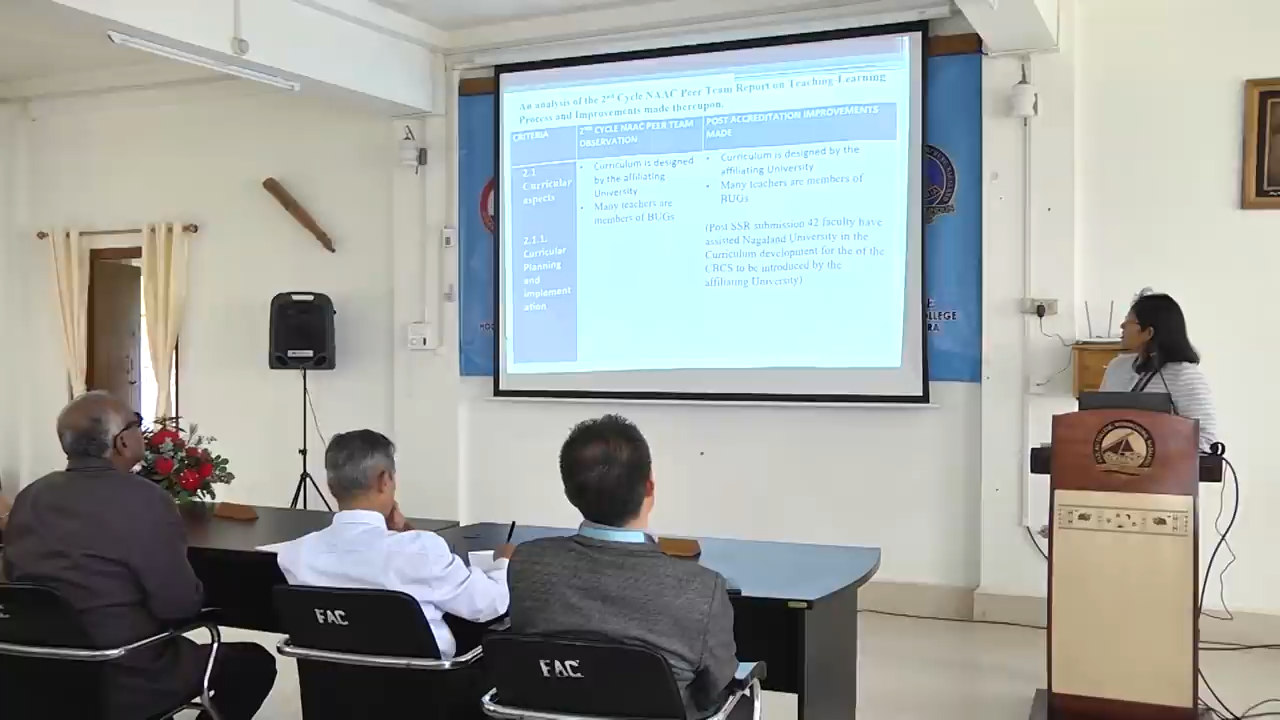 An analysis of the 2nd Cycle NAAC Peer Team Report on Teaching-Learning
Process and Improvements made thereupon.
CRITERIA
2ND CYCLE NAAC PEER TEAM
OBSERVATION
POST ACCREDITATION IMPROVEMENTS
MADE
2.1
Curricular
aspects
• Curriculum is designed
by the affiliating
University
• Many teachers are
members of BUGs
• Curriculum is designed by the
affiliating University
• Many teachers are members of
BUGs
2.1.1.
Curricular
Planning
and
implement
ation
(Post SSR submission 42 faculty have
assisted Nagaland University in the
Curriculum development for the of the
CBCS to be introduced by the
affiliating University)
LLEGE
FAC
FAC